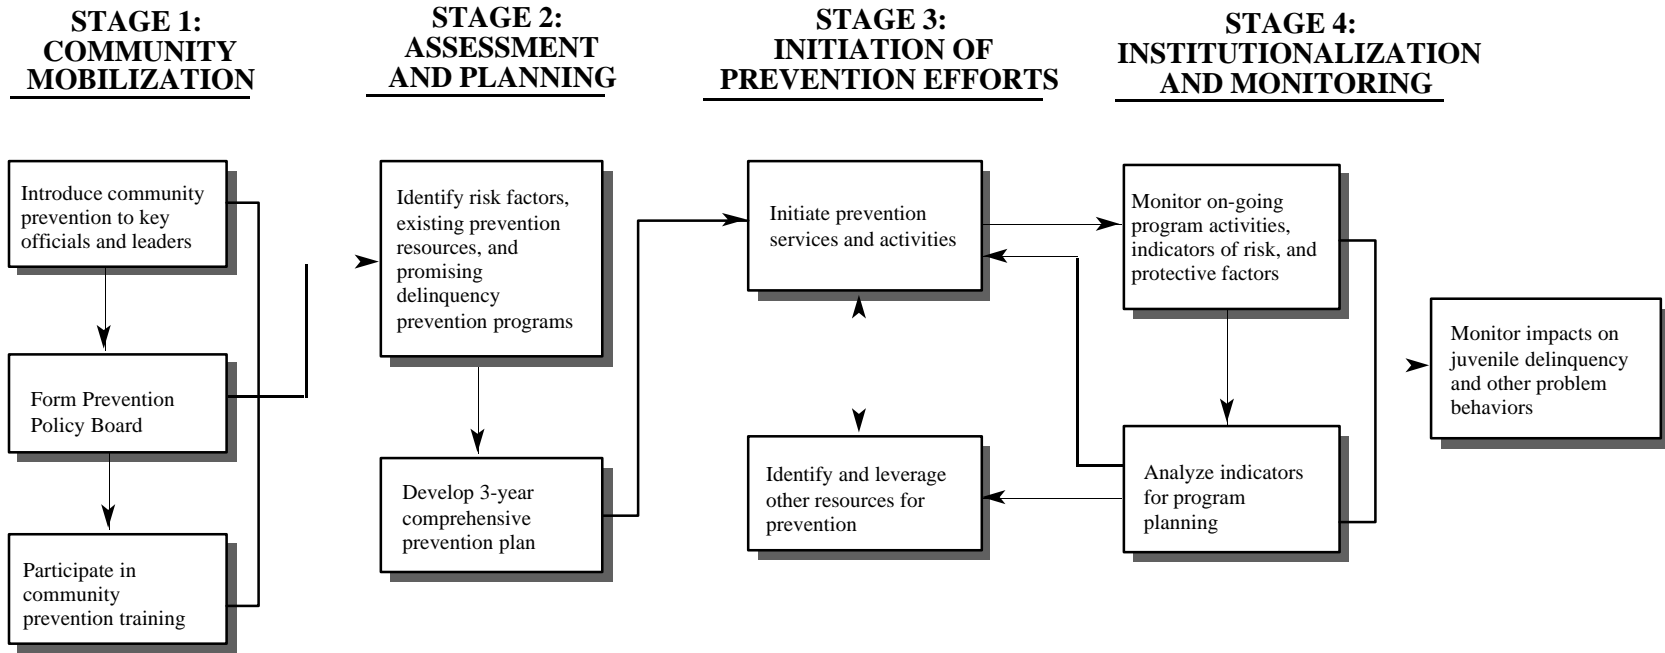 STAGE 1:
COMMUNITY
MOBILIZATION
STAGE 2:
ASSESSMENT
AND PLANNING
STAGE 3:
INITIATION OF
PREVENTION EFFORTS
STAGE 4:
INSTITUTIONALIZATION
AND MONITORING
Introduce community
prevention to key
officials and leaders
Form Prevention
Policy Board
Participate in
community
prevention training
Identify risk factors,
existing prevention
resources, and
promising
delinquency
prevention programs
Develop 3-year
comprehensive
prevention plan
Initiate prevention
services and activities
Identify and leverage
other resources for
prevention
Monitor on-going
program activities,
indicators of risk, and
protective factors
Analyze indicators
for program
planning
Monitor impacts on
juvenile delinquency
and other problem
behaviors